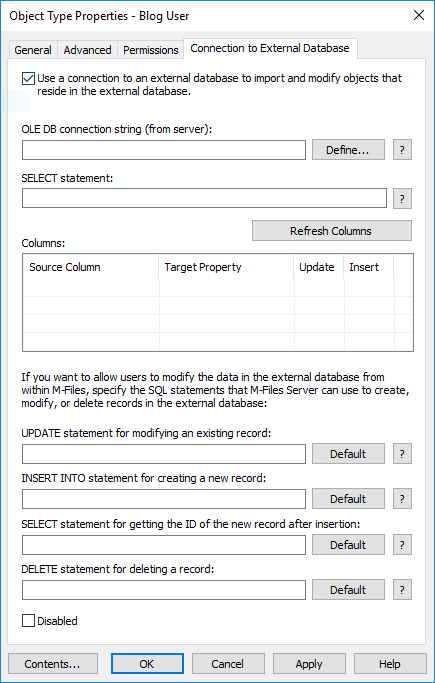 Object Type Properties - Blog User
General Advanced Permissions Connection to External Database
Use a connection to an external database to import and modify objects that
reside in the external database.
OLE DB connection string (from server):
Define... ?
SELECT statement:
?
Refresh Columns
Columns:
Source Column Target Property Update Insert
If you want to allow users to modify the data in the external database from
within M-Files, specify the SQL statements that M-Files Server can use to create,
modify, or delete records in the external database:
UPDATE statement for modifying an existing record:
Default ?
INSERT INTO statement for creating a new record:
Default ?
SELECT statement for getting the ID of the new record after insertion:
Default ?
DELETE statement for deleting a record:
Default ?
Disabled
Contents... OK Cancel Apply Help